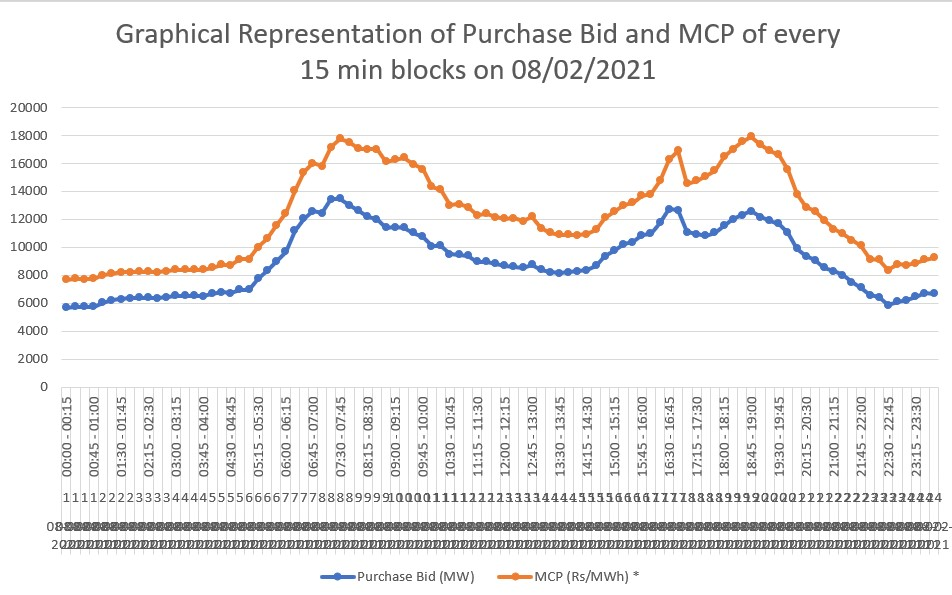 Graphical Representation of Purchase Bid and MCP of every
15 min blocks on 08/02/2021
20000
18000
16000
14000
12000
10000
8000
6000
4000
2000
0
00:00 - 00:15
00:45 - 01:00
01:30 - 01:45
02:15 - 02:30
03:00 - 03:15
03:45 - 04:00
04:30 - 04:45
05:15 - 05:30
06:00 - 06:15
06:45 - 07:00
07:30 - 07:45
08:15 - 08:30
09:00 - 09:15
09:45 - 10:00
10:30 - 10:45
11:15 - 11:30
12:00 - 12:15
12:45 - 13:00
13:30 - 13:45
14:15 - 14:30
15:00 - 15:15
15:45 - 16:00
16:30 - 16:45
17:15 - 17:30
18:00 - 18:15
18:45 - 19:00
19:30 - 19:45
20:15 - 20:30
21:00 - 21:15
21:45 - 22:00
22:30 - 22:45
23:15 - 23:30
Purchase Bid (MW)
MCP (Rs/MWh) *